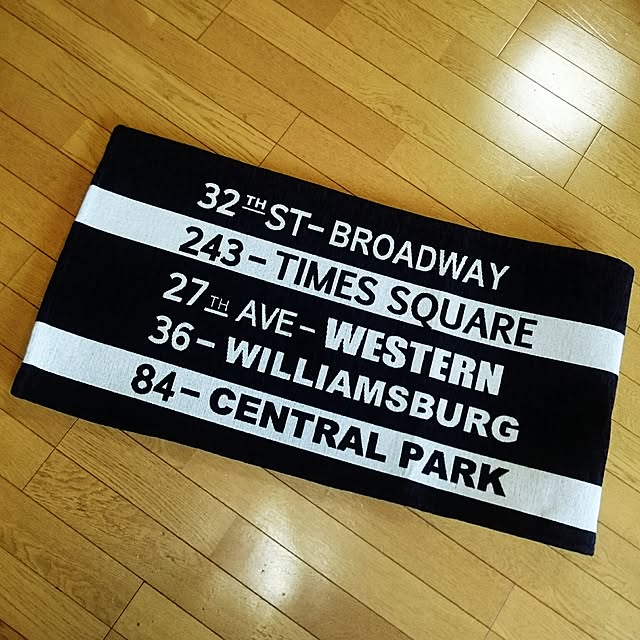 32TH ST- BROADWAY
243- TIMES SQUARE
27TH AVE- WESTERN
36- WILLIAMSBURG
84- CENTRAL PARK